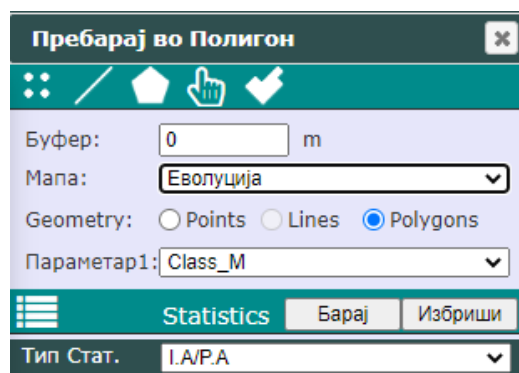 Пребарај во Полигон
Буфер: 0 m
Мапа: Еволуција
Geometry: Points Lines Polygons
Параметар1: Class_M
Statistics Барај Избриши
Тип Стат. I.A/P.A